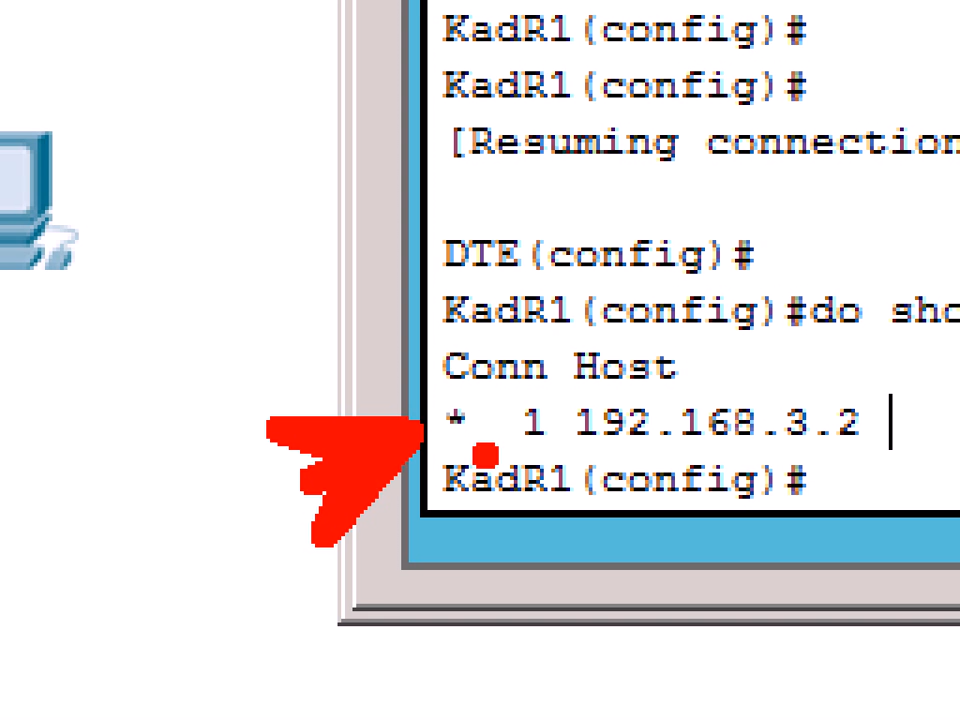 KadR1(config)#
KadR1(config)#
[Resuming connection
DTE(config)#
KadR1(config)#do sho
Conn Host
* 1 192.168.3.2
KadR1(config)#